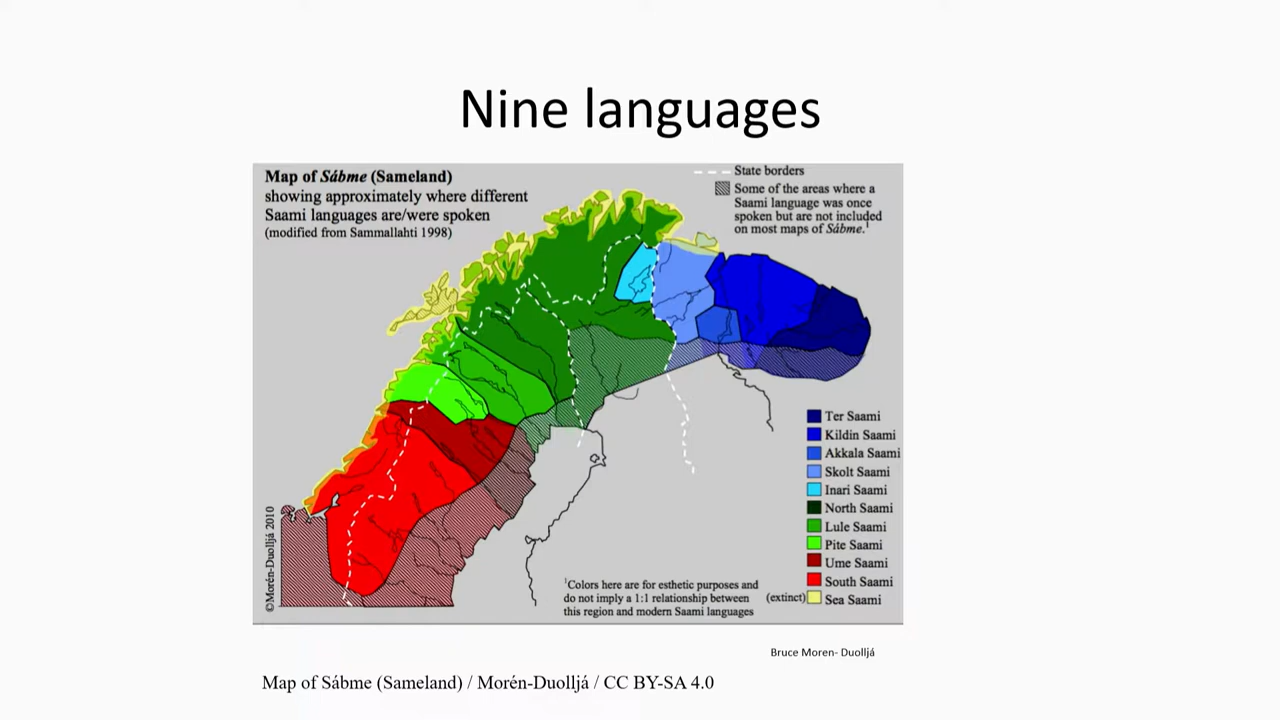 Nine languages
Map of Sábme (Sameland)
showing approximately where different
Saami languages are/were spoken
(modified from Sammallahti 1998)
State borders
Some of the areas where a
Saami language was once
spoken but are not included
on most maps of Sábme.¹
Ter Saami
Kildin Saami
Akkala Saami
Skolt Saami
Inari Saami
North Saami
Lule Saami
Pite Saami
Ume Saami
South Saami
(extinct) Sea Saami
¹Colors here are for esthetic purposes and
do not imply a 1:1 relationship between
this region and modern Saami languages
©Morén-Duolljá 2010
Bruce Moren- Duolljá
Map of Sábme (Sameland) / Morén-Duolljá / CC BY-SA 4.0